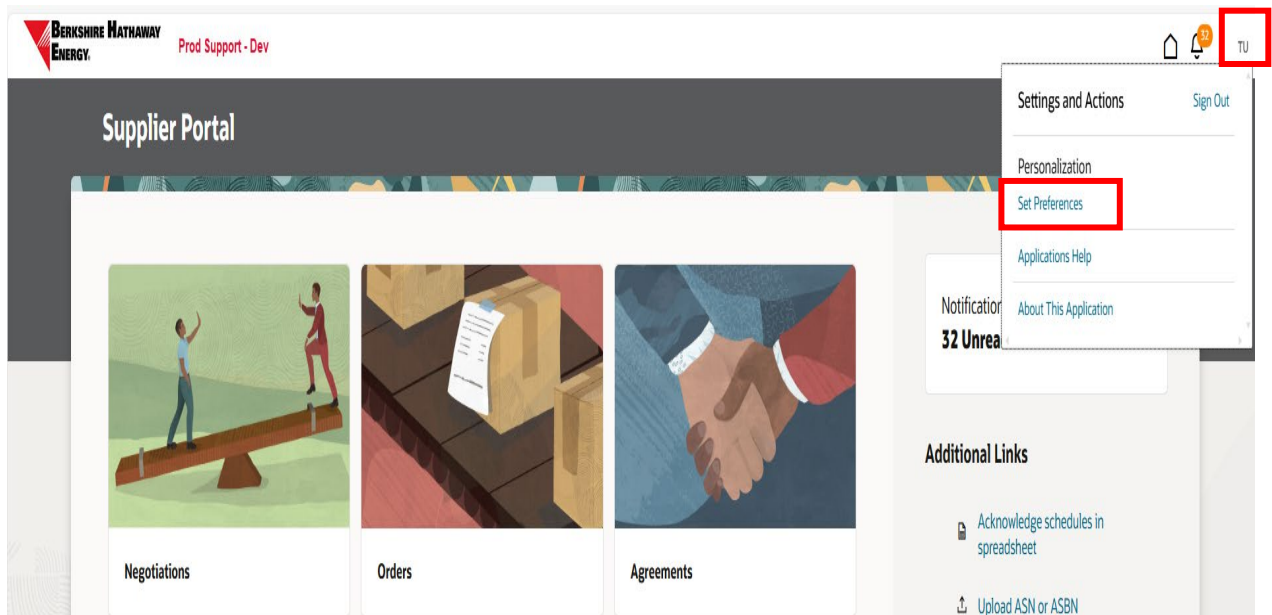 BERKSHIRE HATHAWAY
ENERGY.
Prod Support - Dev
32
TU
Settings and Actions
Sign Out
Personalization
Set Preferences
Applications Help
About This Application
Supplier Portal
Notification
32 Unrea
Negotiations
Orders
Agreements
Additional Links
Acknowledge schedules in
spreadsheet
Upload ASN or ASBN